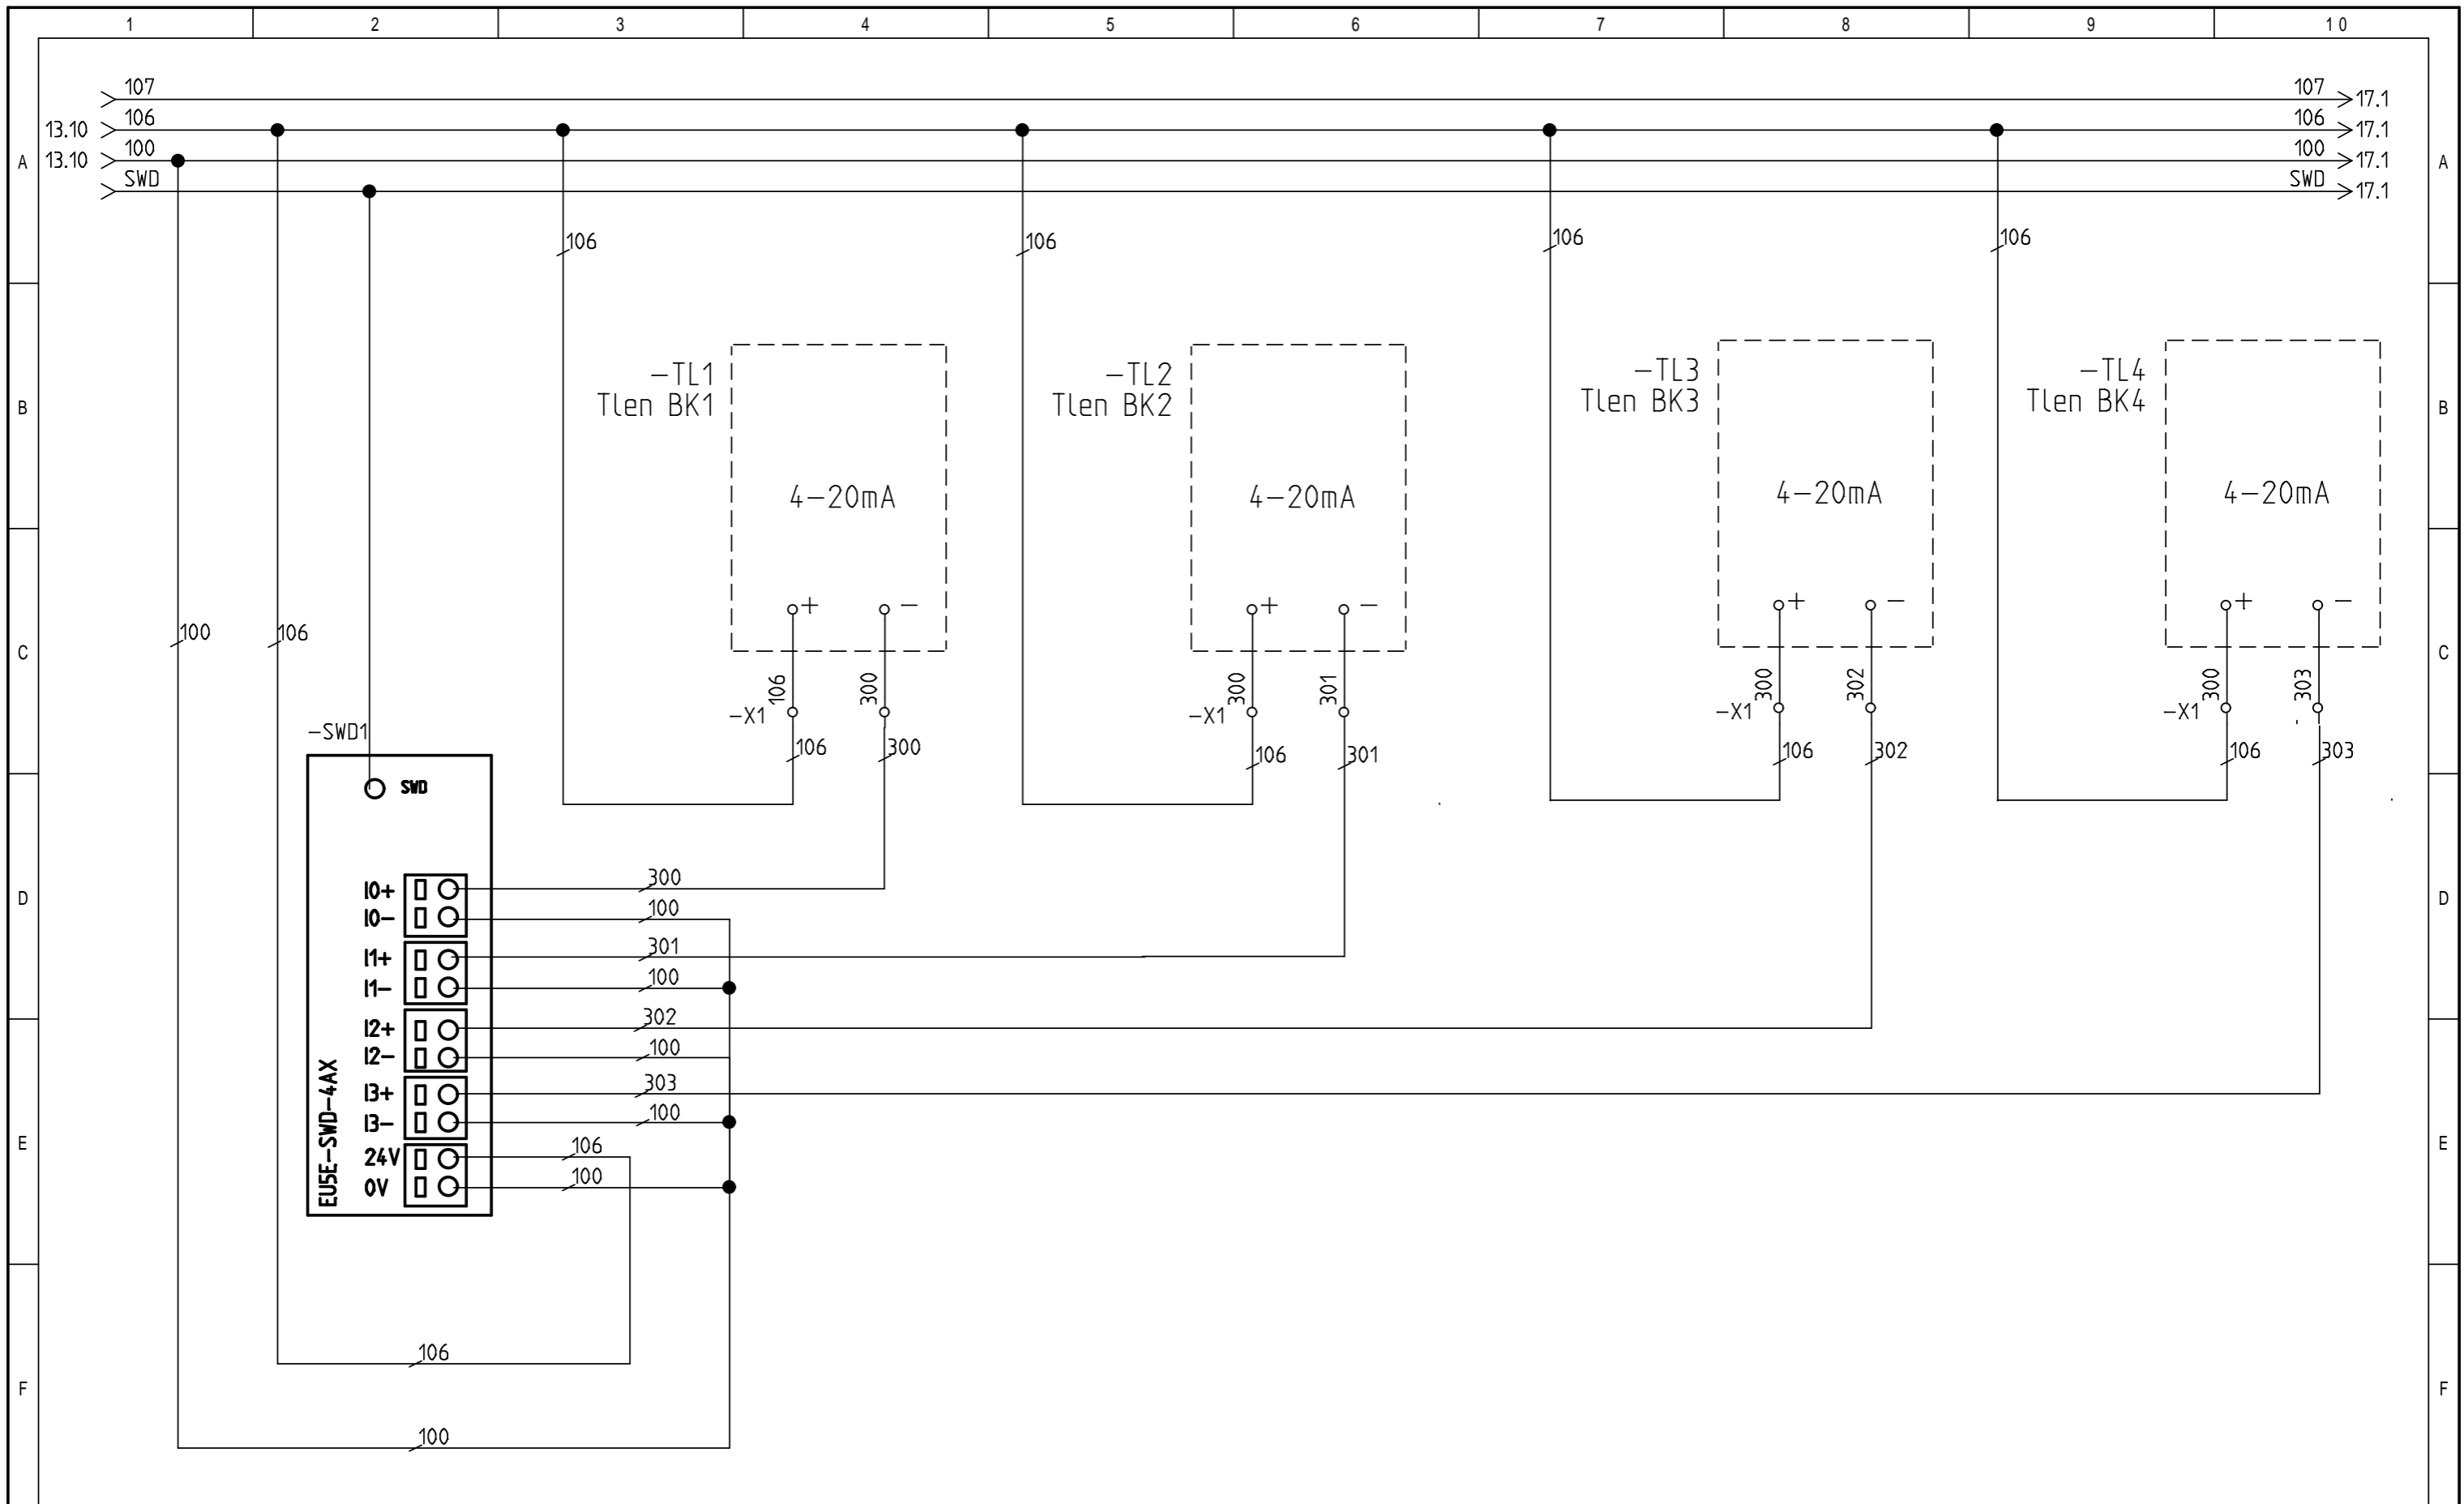 1 2 3 4 5 6 7 8 9 10
107 107 17.1
13.10 106 106 17.1
A 13.10 100 100 17.1 A
SWD SWD 17.1
106 106 106 106
-TL1 -TL2 -TL3 -TL4
Tlen BK1 Tlen BK2 Tlen BK3 Tlen BK4
B B
4-20mA 4-20mA 4-20mA 4-20mA
+ - + - + - + -
100 106
C C
106 300 300 301 300 302 300 303
-X1 -X1 -X1 -X1
-SWD1
106 300 106 301 106 302 106 303
SWD
I0+ 300
D D
I0- 100
I1+ 301
I1- 100
I2+ 302
I2- 100
I3+ 303
I3- 100
E E
24V 106
0V 100
EU5E-SWD-4AX
106
F F
100